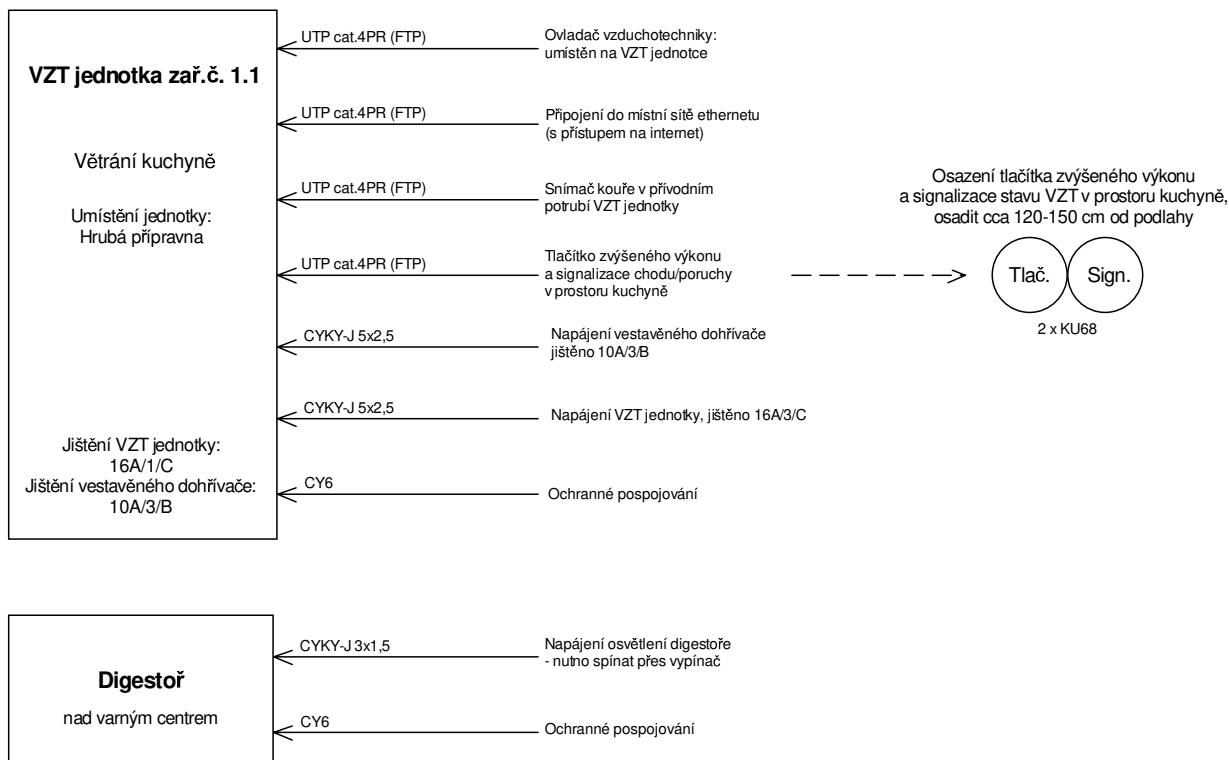 VZT jednotka zař.č. 1.1
Větrání kuchyně
Umístění jednotky:
Hrubá přípravna
Jištění VZT jednotky:
16A/1/C
Jištění vestavěného dohřívače:
10A/3/B
UTP cat.4PR (FTP)
Ovladač vzduchotechniky:
umístěn na VZT jednotce
UTP cat.4PR (FTP)
Připojení do místní sítě ethernetu
(s přístupem na internet)
UTP cat.4PR (FTP)
Snímač kouře v přívodním
potrubí VZT jednotky
UTP cat.4PR (FTP)
Tlačítko zvýšeného výkonu
a signalizace chodu/poruchy
v prostoru kuchyně
CYKY-J 5x2,5
Napájení vestavěného dohřívače
jištěno 10A/3/B
CYKY-J 5x2,5
Napájení VZT jednotky, jištěno 16A/3/C
CY6
Ochranné pospojování
Osazení tlačítka zvýšeného výkonu
a signalizace stavu VZT v prostoru kuchyně,
osadit cca 120-150 cm od podlahy
Tlač.
Sign.
2 x KU68
Digestoř
nad varným centrem
CYKY-J 3x1,5
Napájení osvětlení digestoře
- nutno spínat přes vypínač
CY6
Ochranné pospojování